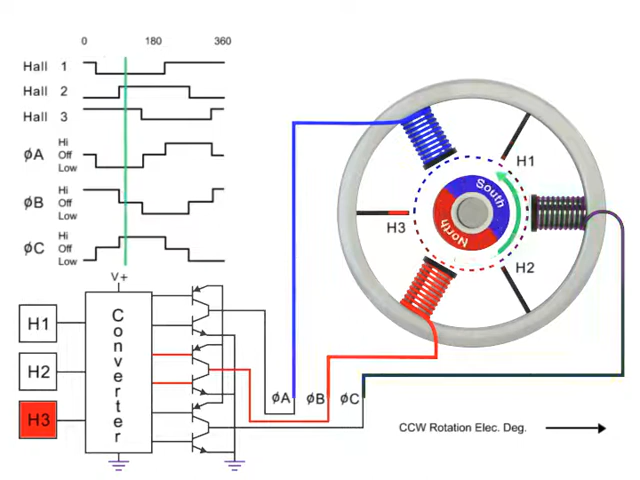 0 180 360
Hall 1
Hall 2
Hall 3
ØA Hi Off Low
ØB Hi Off Low
ØC Hi Off Low
V+
Converter
H1
H2
H3
H1
H2
H3
South
North
ØA ØB ØC
CCW Rotation Elec. Deg.